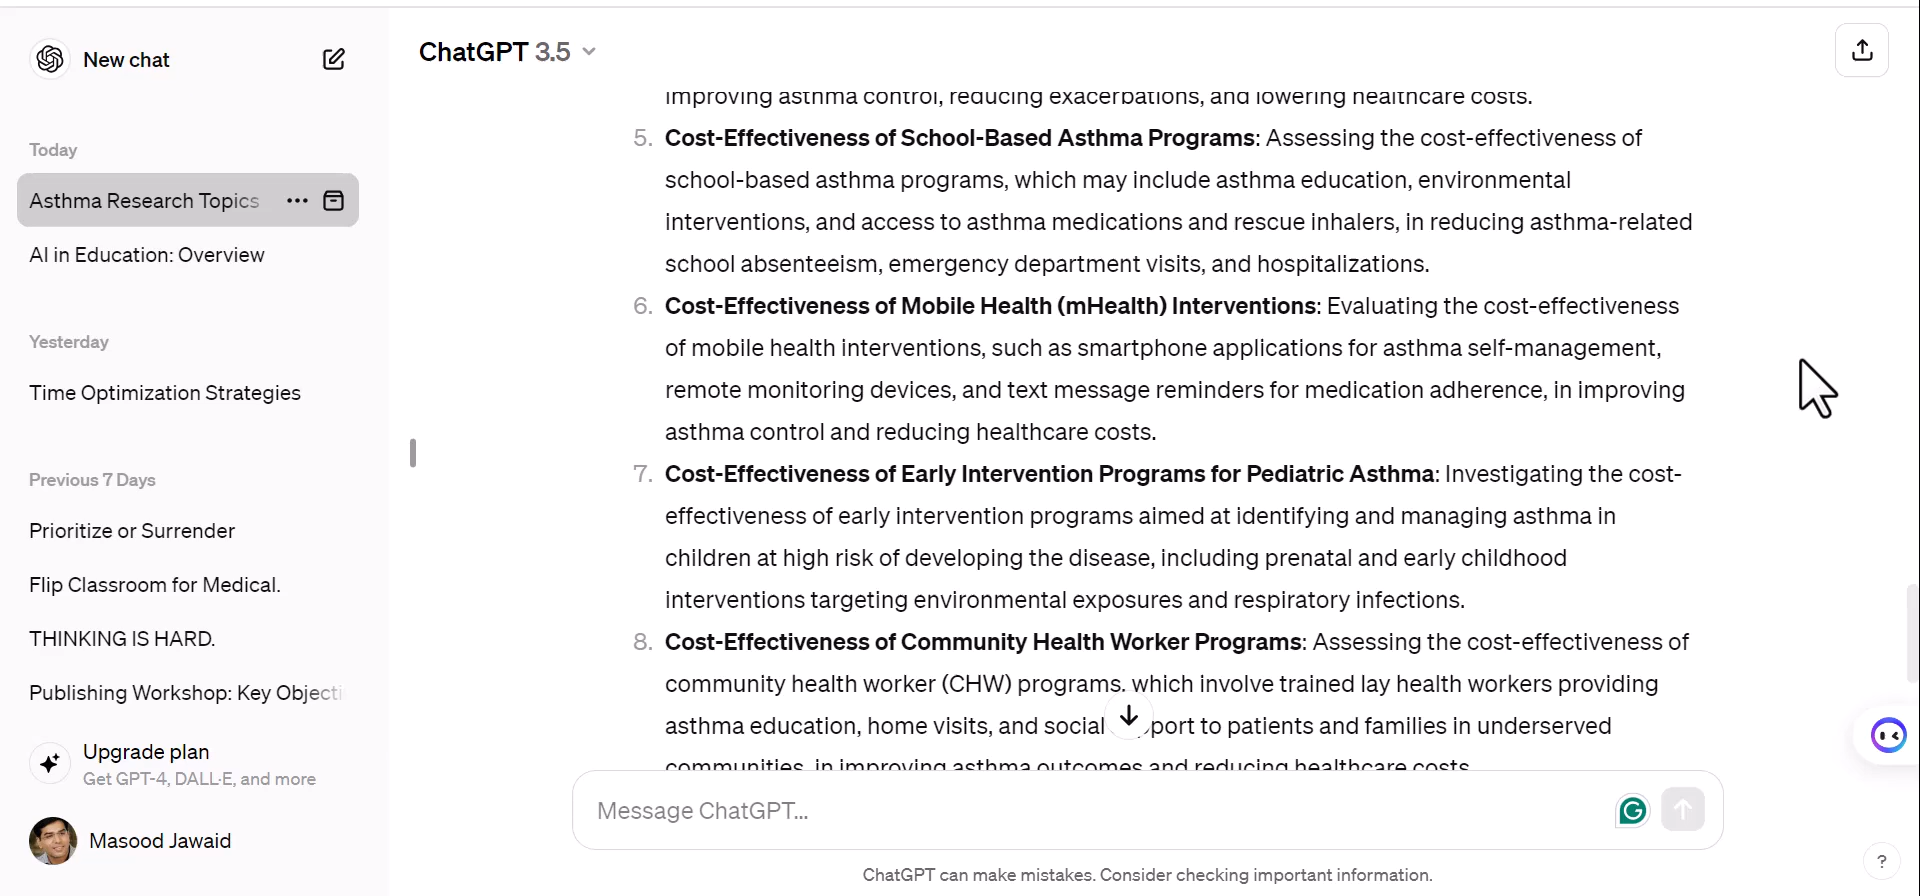 New chat
Today
Asthma Research Topics
AI in Education: Overview
Yesterday
Time Optimization Strategies
Previous 7 Days
Prioritize or Surrender
Flip Classroom for Medical.
THINKING IS HARD.
Publishing Workshop: Key Objecti
Upgrade plan
Get GPT-4, DALL·E, and more
Masood Jawaid
ChatGPT 3.5
improving asthma control, reducing exacerbations, and lowering healthcare costs.
5. Cost-Effectiveness of School-Based Asthma Programs: Assessing the cost-effectiveness of
school-based asthma programs, which may include asthma education, environmental
interventions, and access to asthma medications and rescue inhalers, in reducing asthma-related
school absenteeism, emergency department visits, and hospitalizations.
6. Cost-Effectiveness of Mobile Health (mHealth) Interventions: Evaluating the cost-effectiveness
of mobile health interventions, such as smartphone applications for asthma self-management,
remote monitoring devices, and text message reminders for medication adherence, in improving
asthma control and reducing healthcare costs.
7. Cost-Effectiveness of Early Intervention Programs for Pediatric Asthma: Investigating the cost-
effectiveness of early intervention programs aimed at identifying and managing asthma in
children at high risk of developing the disease, including prenatal and early childhood
interventions targeting environmental exposures and respiratory infections.
8. Cost-Effectiveness of Community Health Worker Programs: Assessing the cost-effectiveness of
community health worker (CHW) programs, which involve trained lay health workers providing
asthma education, home visits, and social port to patients and families in underserved
communities, in improving asthma outcomes and reducing healthcare costs.
Message ChatGPT...
ChatGPT can make mistakes. Consider checking important information.
?